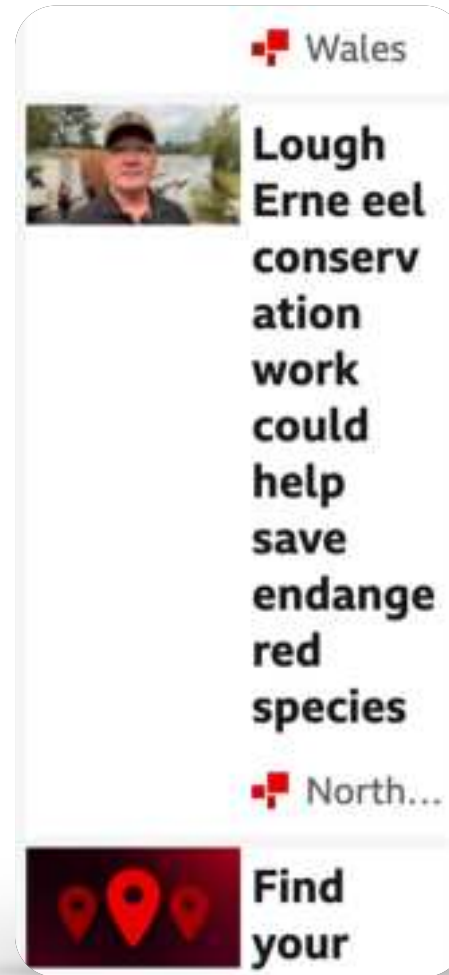 Wales
Lough
Erne eel
conserv
ation
work
could
help
save
endange
red
species
North...
Find
your